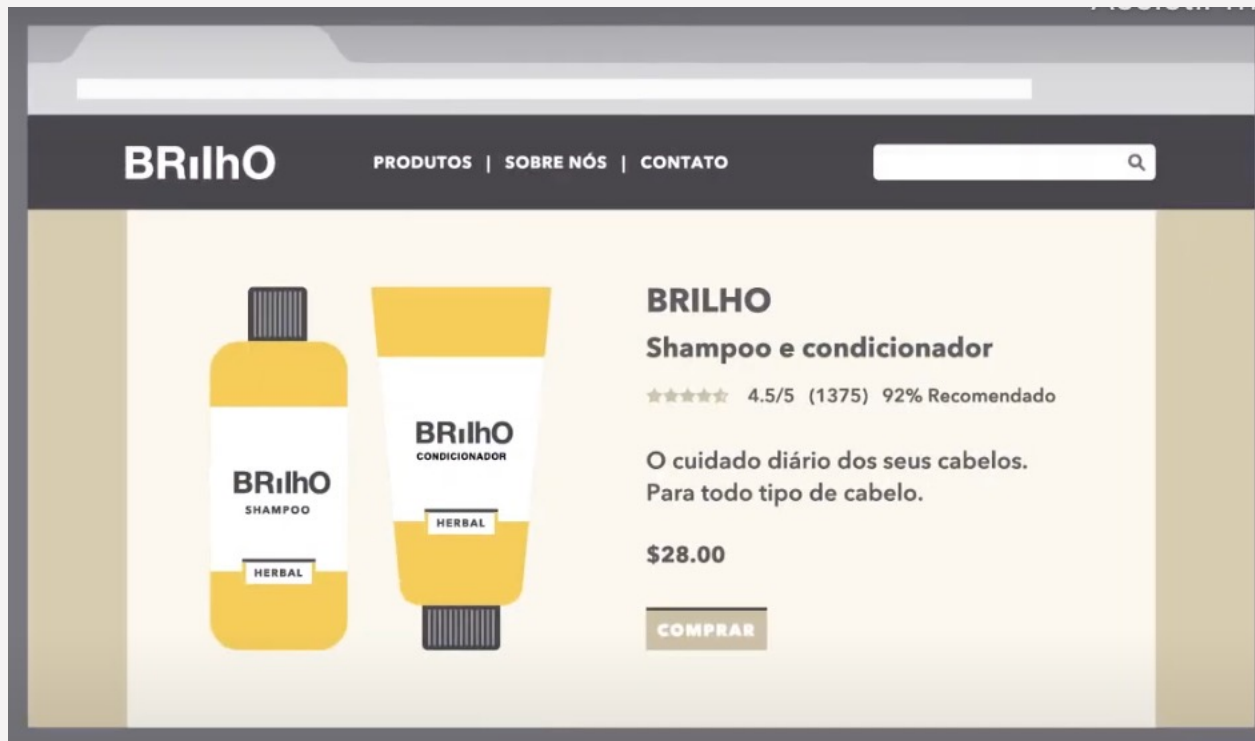 BRılhO
PRODUTOS | SOBRE NÓS | CONTATO
BRılhO
SHAMPOO
HERBAL
BRılhO
CONDICIONADOR
HERBAL
BRILHO
Shampoo e condicionador
4.5/5 (1375) 92% Recomendado
O cuidado diário dos seus cabelos.
Para todo tipo de cabelo.
$28.00
COMPRAR